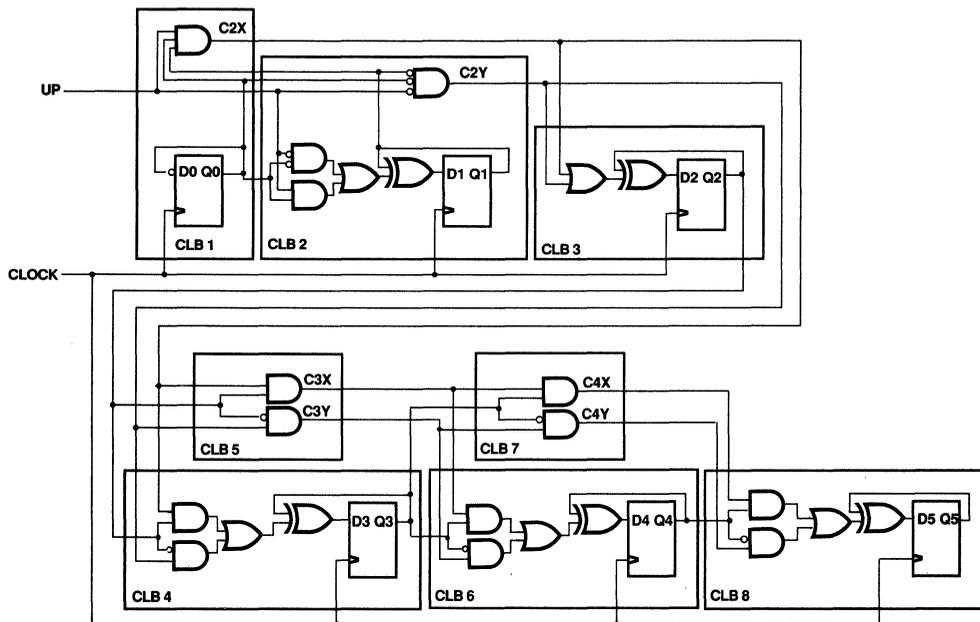 C2X
C2Y
UP
D0 Q0
D1 Q1
D2 Q2
CLB 1
CLB 2
CLB 3
CLOCK
C3X
C3Y
CLB 5
C4X
C4Y
CLB 7
D3 Q3
D4 Q4
D5 Q5
CLB 4
CLB 6
CLB 8